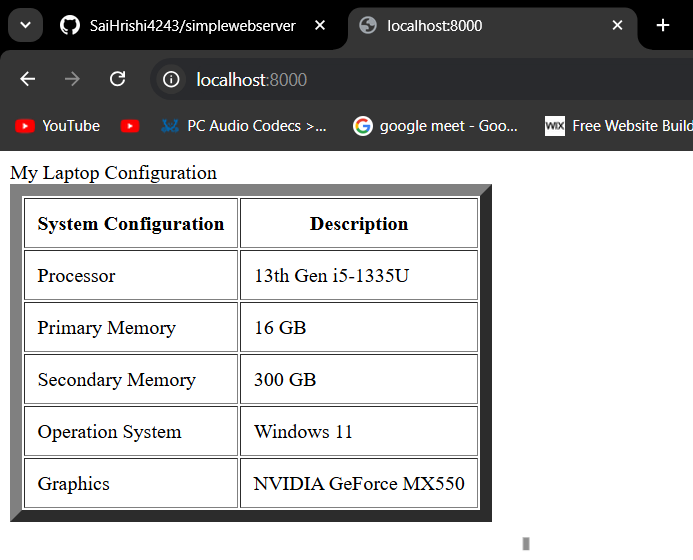 SaiHrishi4243/simplewebserver
localhost:8000
localhost:8000
YouTube
PC Audio Codecs >...
google meet - Goo...
WIX
Free Website Build
My Laptop Configuration
System Configuration Description
Processor 13th Gen i5-1335U
Primary Memory 16 GB
Secondary Memory 300 GB
Operation System Windows 11
Graphics NVIDIA GeForce MX550